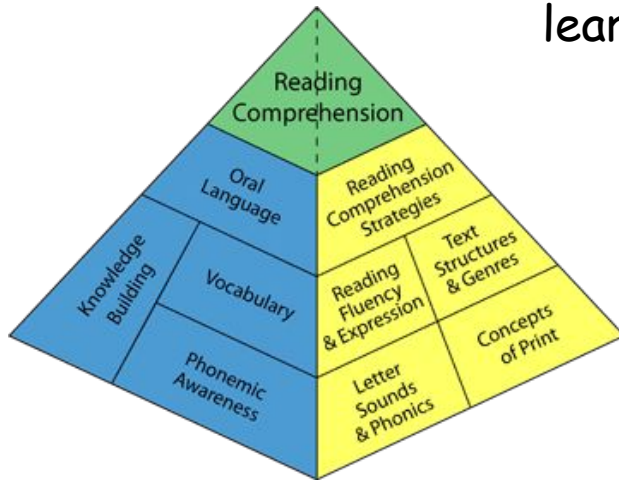 lear
Reading
Comprehension
Oral
Language
Reading
Comprehension
Strategies
Knowledge
Building
Vocabulary
Reading
Fluency
& Expression
Text
Structures
& Genres
Phonemic
Awareness
Letter
Sounds
& Phonics
Concepts
of Print